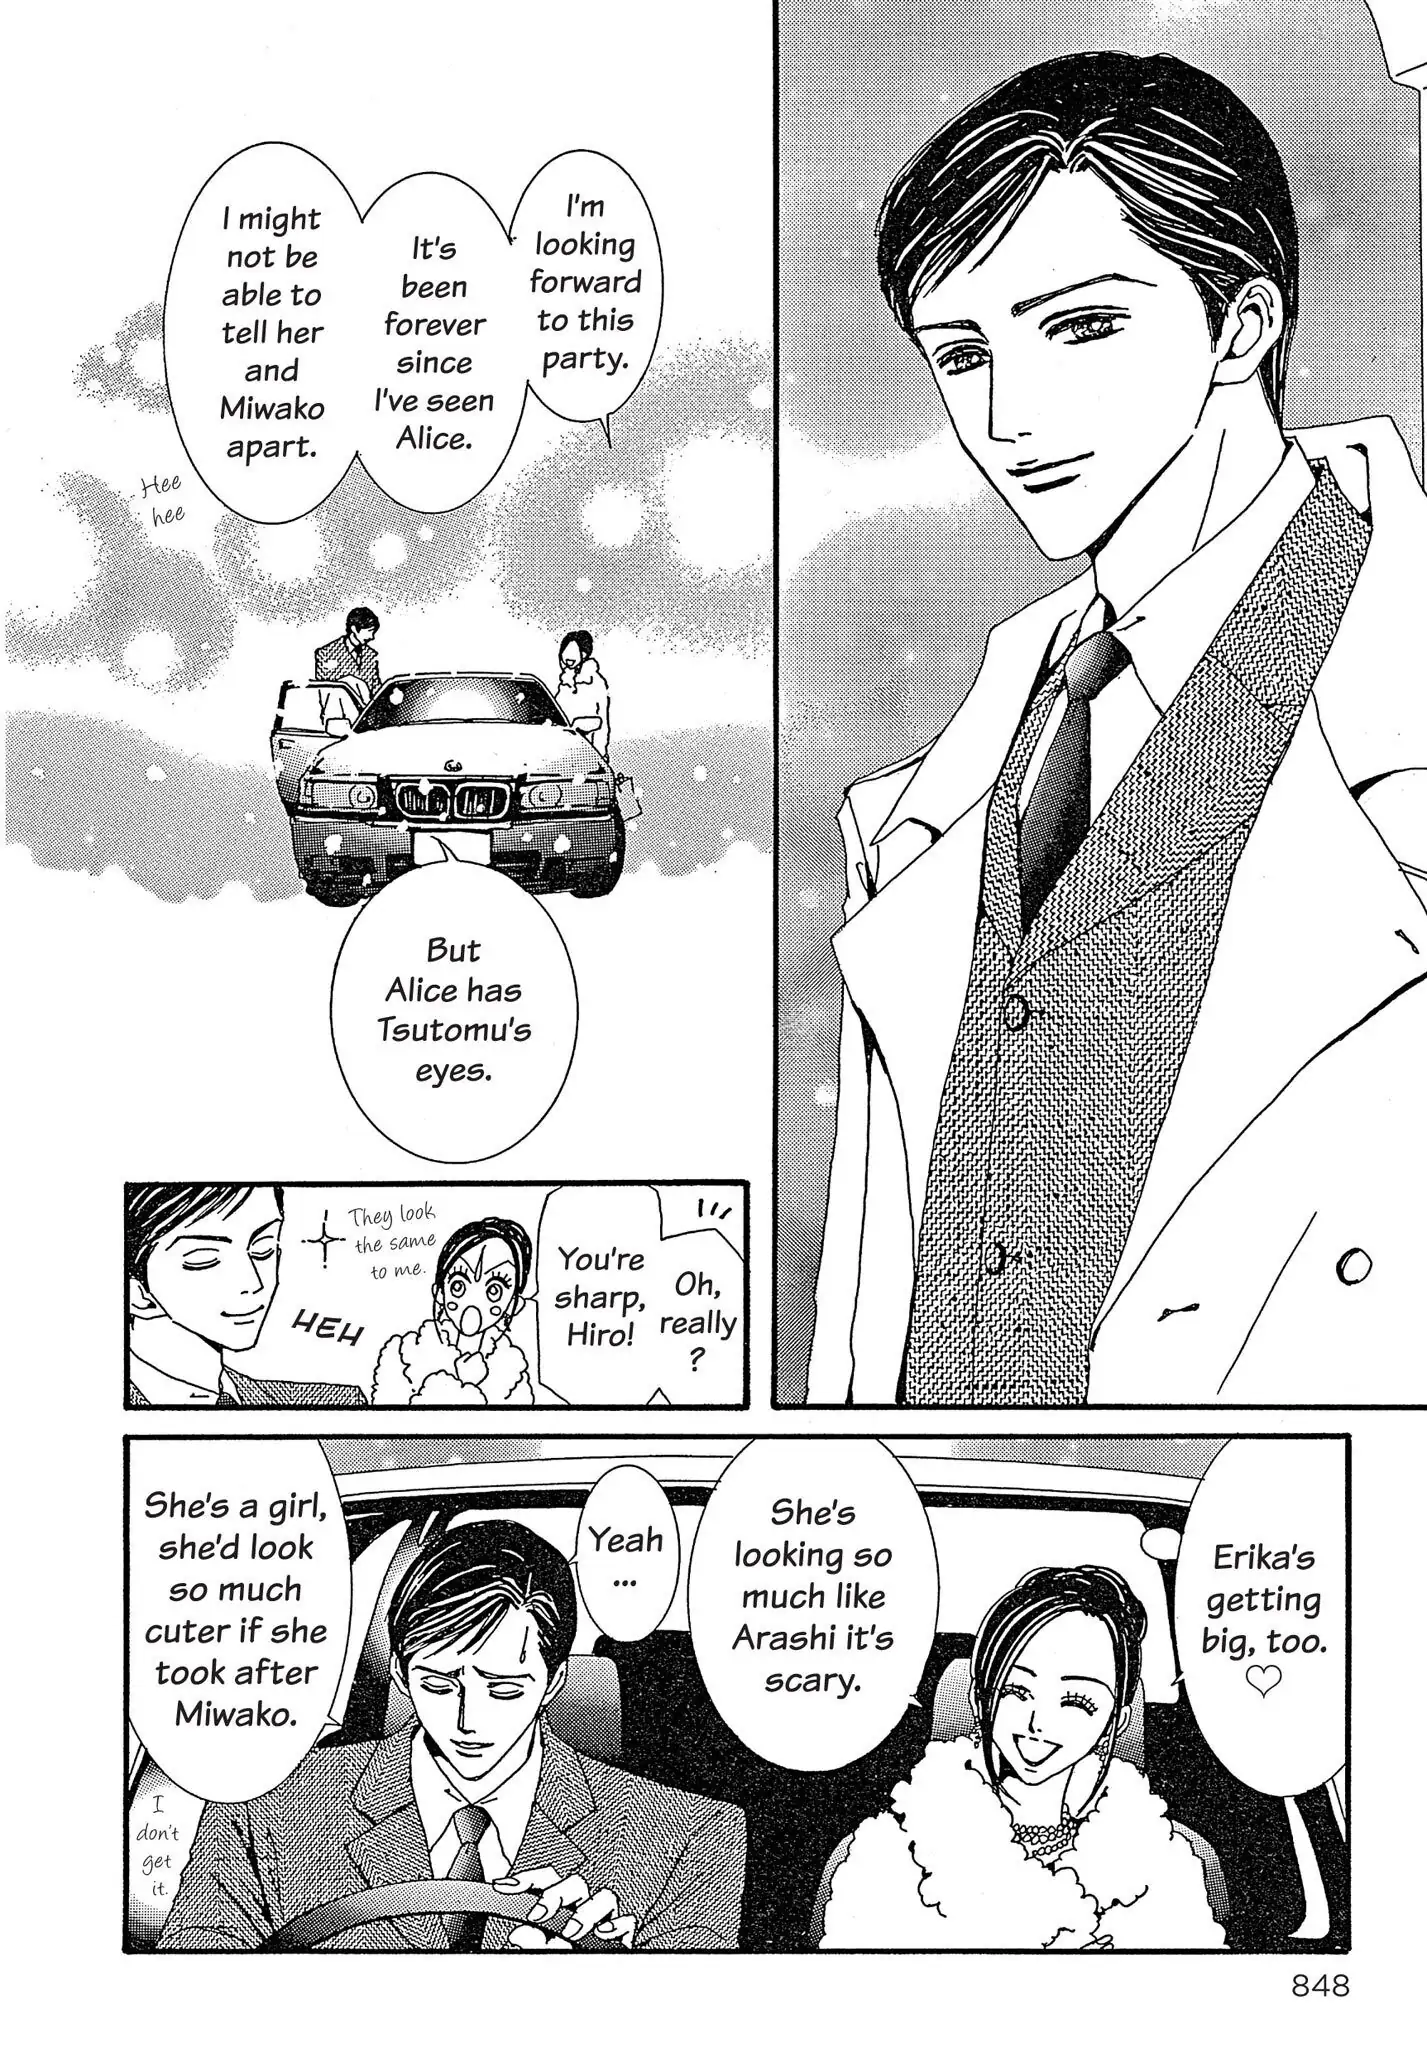 I'm
looking
forward
to this
party.
It's
been
forever
since
I've seen
Alice.
I might
not be
able to
tell her
and
Miwako
apart.
Hee
hee
But
Alice has
Tsutomu's
eyes.
Oh,
really
?
You're
sharp,
Hiro!
They look
the same
to me.
HEH
Erika's
getting
big, too.
♡
She's
looking so
much like
Arashi it's
scary.
Yeah
...
She's a girl,
she'd look
so much
cuter if she
took after
Miwako.
I
don't
get
it.
848